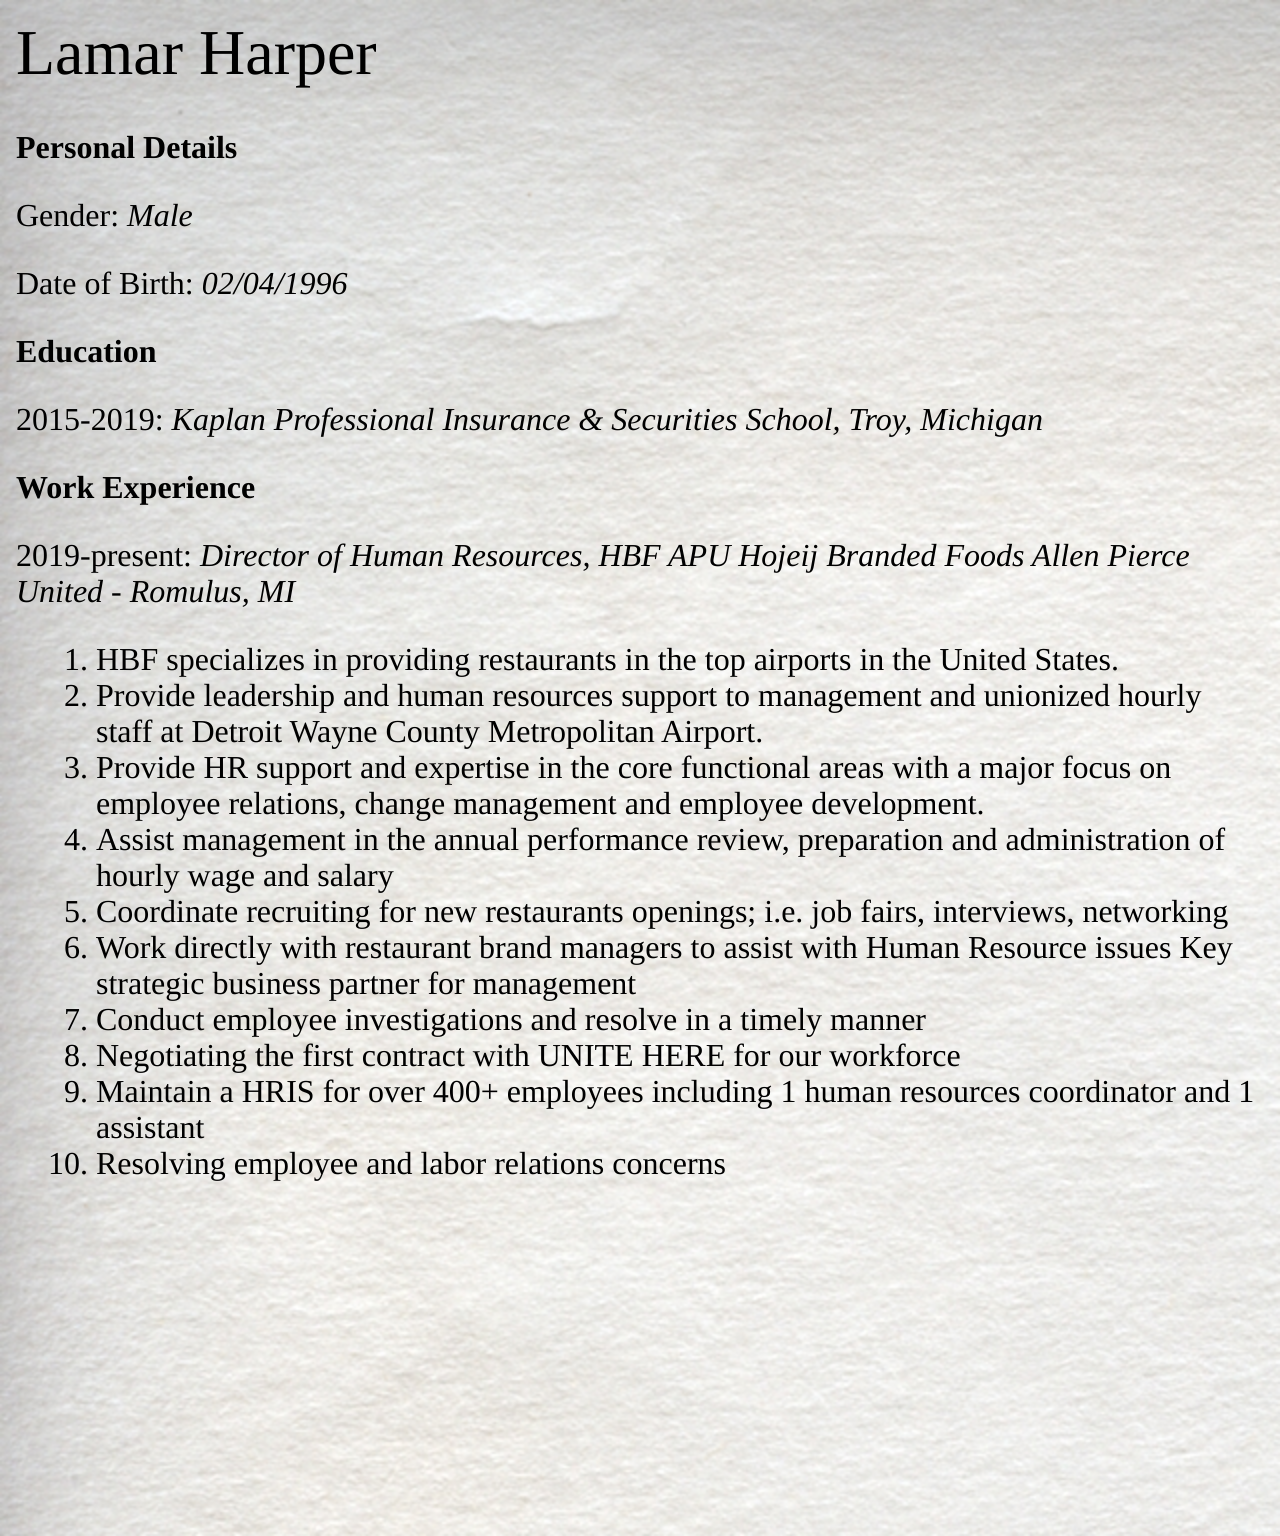 Lamar Harper
Personal Details
Gender: Male
Date of Birth: 02/04/1996
Education
2015-2019: Kaplan Professional Insurance & Securities School, Troy, Michigan
Work Experience
2019-present: Director of Human Resources, HBF APU Hojeij Branded Foods Allen Pierce
United - Romulus, MI
1. HBF specializes in providing restaurants in the top airports in the United States.
2. Provide leadership and human resources support to management and unionized hourly
staff at Detroit Wayne County Metropolitan Airport.
3. Provide HR support and expertise in the core functional areas with a major focus on
employee relations, change management and employee development.
4. Assist management in the annual performance review, preparation and administration of
hourly wage and salary
5. Coordinate recruiting for new restaurants openings; i.e. job fairs, interviews, networking
6. Work directly with restaurant brand managers to assist with Human Resource issues Key
strategic business partner for management
7. Conduct employee investigations and resolve in a timely manner
8. Negotiating the first contract with UNITE HERE for our workforce
9. Maintain a HRIS for over 400+ employees including 1 human resources coordinator and 1
assistant
10. Resolving employee and labor relations concerns